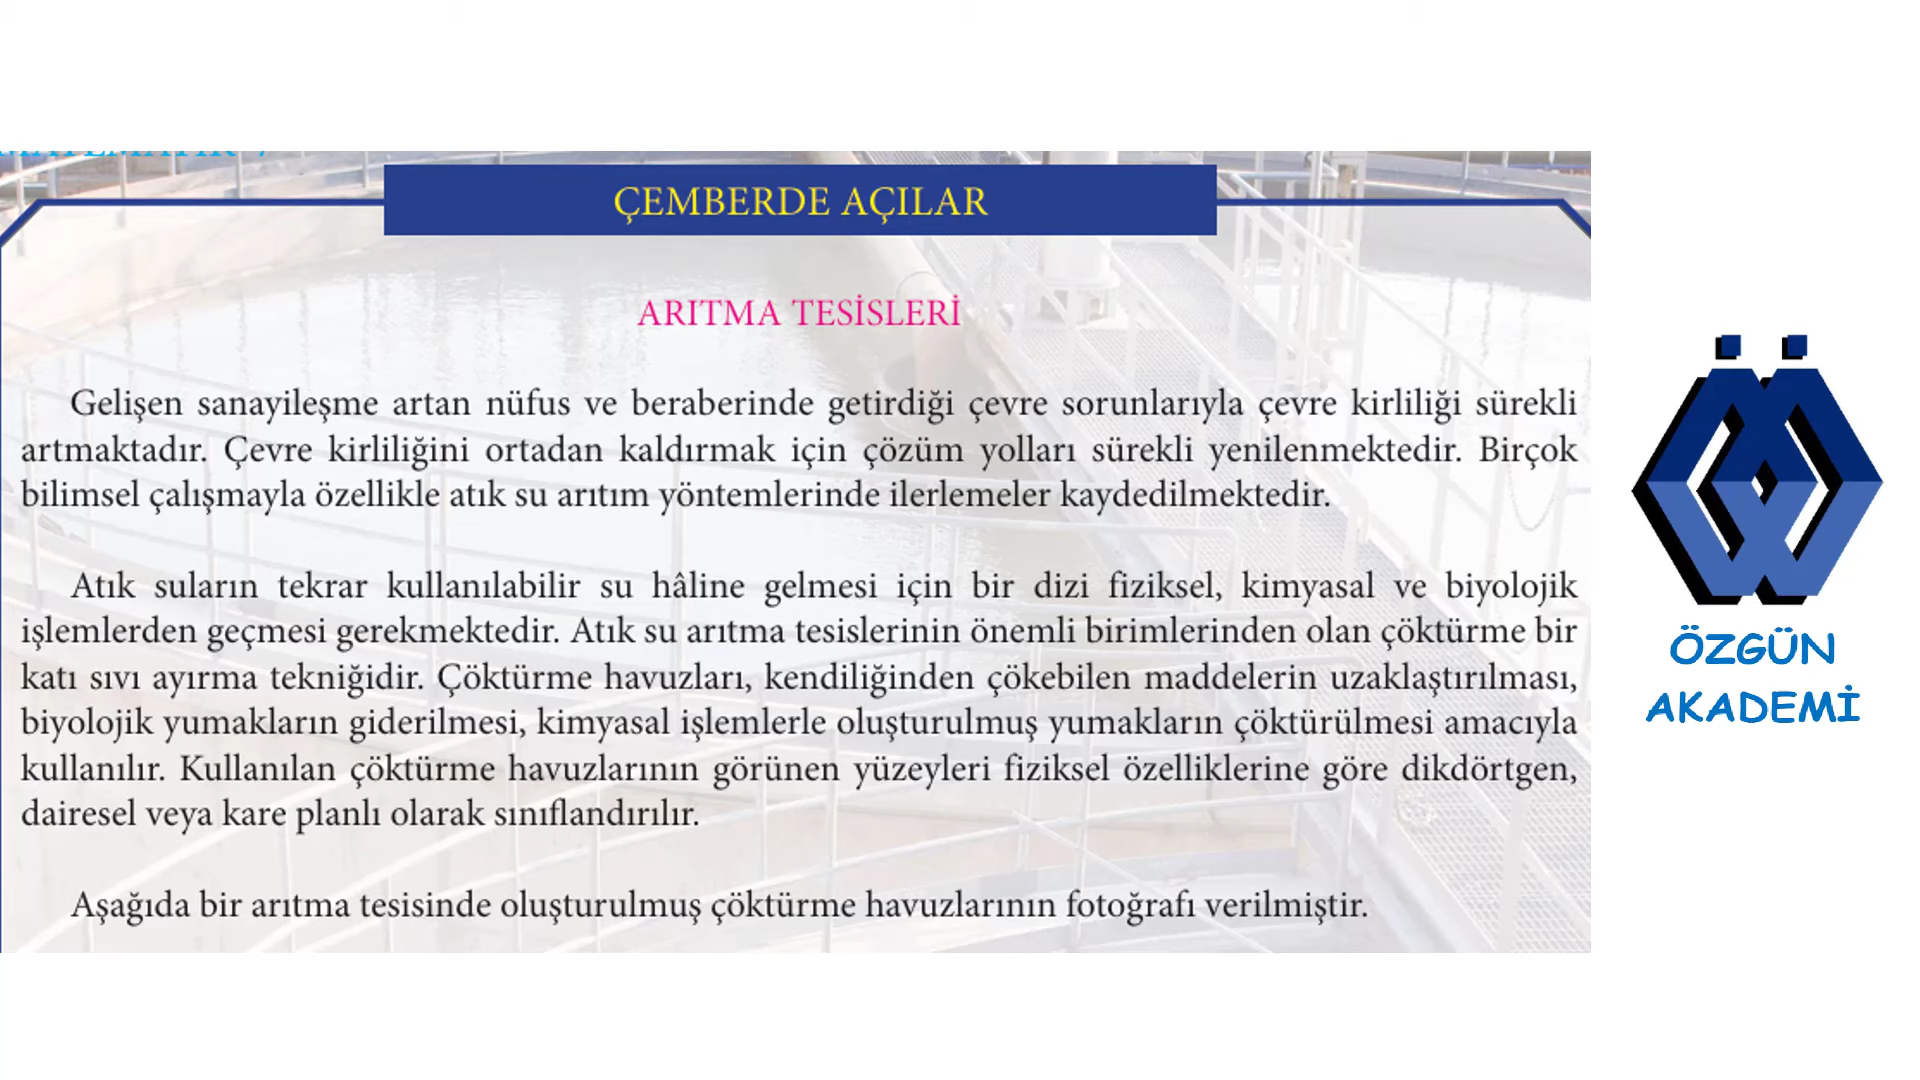 ÇEMBERDE AÇILAR
ARITMA TESİSLERİ
Gelişen sanayileşme artan nüfus ve beraberinde getirdiği çevre sorunlarıyla çevre kirliliği sürekli
artmaktadır. Çevre kirliliğini ortadan kaldırmak için çözüm yolları sürekli yenilenmektedir. Birçok
bilimsel çalışmayla özellikle atık su arıtım yöntemlerinde ilerlemeler kaydedilmektedir.
Atık suların tekrar kullanılabilir su hâline gelmesi için bir dizi fiziksel, kimyasal ve biyolojik
işlemlerden geçmesi gerekmektedir. Atık su arıtma tesislerinin önemli birimlerinden olan çöktürme bir
katı sıvı ayırma tekniğidir. Çöktürme havuzları, kendiliğinden çökebilen maddelerin uzaklaştırılması,
biyolojik yumakların giderilmesi, kimyasal işlemlerle oluşturulmuş yumakların çöktürülmesi amacıyla
kullanılır. Kullanılan çöktürme havuzlarının görünen yüzeyleri fiziksel özelliklerine göre dikdörtgen,
dairesel veya kare planlı olarak sınıflandırılır.
Aşağıda bir arıtma tesisinde oluşturulmuş çöktürme havuzlarının fotoğrafı verilmiştir.
ÖZGÜN
AKADEMİ